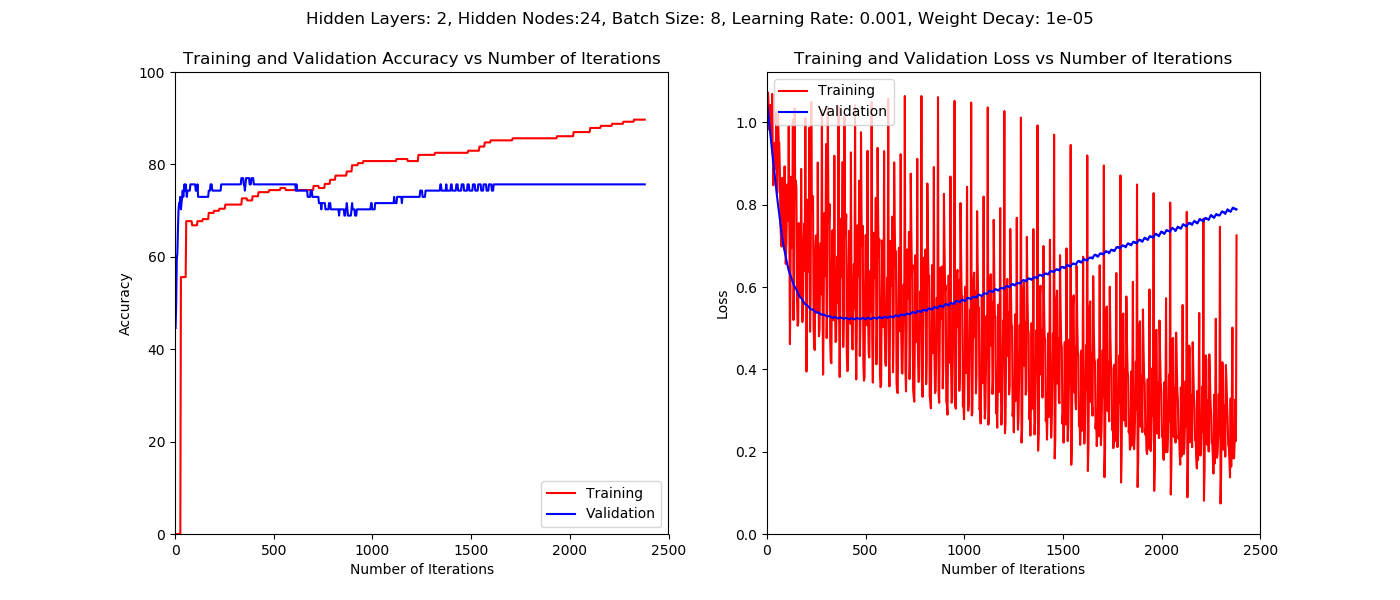 Hidden Layers: 2, Hidden Nodes:24, Batch Size: 8, Learning Rate: 0.001, Weight Decay: 1e-05
Training and Validation Accuracy vs Number of Iterations
100
80
60
40
20
0
Accuracy
0 500 1000 1500 2000 2500
Number of Iterations
Training
Validation
Training and Validation Loss vs Number of Iterations
1.0
0.8
0.6
0.4
0.2
0.0
Loss
0 500 1000 1500 2000 2500
Number of Iterations
Training
Validation